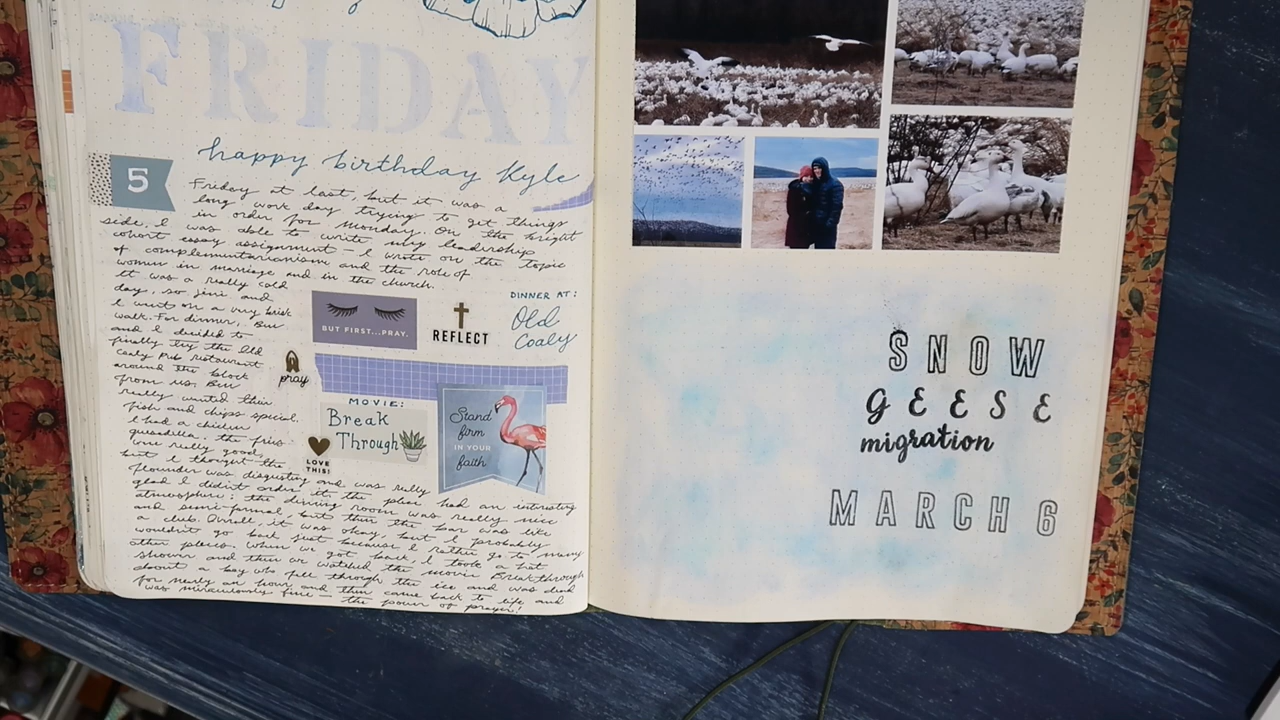 FRIDAY
happy birthday Kyle
5
Friday at last, but it was a
long work day trying to get things
in order for Monday. On the bright
side, I was able to write my leadership
cohort essay assignment. I wrote on the topic
of complementarianism and the role of
women in marriage and in the church.
It was a really cold
day, so Jess and
I went on a very brisk
walk. For dinner, Bur
and I decided to
finally try the Old
Coaly Pub restaurant
around the block
from us. Bur
really wanted their
fish and chips special.
I had a chicken
quesadilla. the fries
were really good,
but I thought the
flounder was disgusting and was really
glad I didn't order it. the place had an interesting
atmosphere: the dining room was really nice
and semi-formal, but then the bar was like
a club. Overall, it was okay, but I probably
wouldn't go back just because I rather go to many
other places. When we got back, I took a hot
shower and then we watched the movie Breakthrough
about a boy who fell through the ice and was dead
for nearly an hour and then came back to life and
was miraculously fine — the power of prayer!
BUT FIRST...PRAY.
REFLECT
DINNER AT:
Old
Coaly
pray
MOVIE:
Break
Through
LOVE
THIS!
Stand
firm
IN YOUR
faith
SNOW
GEESE
migration
MARCH 6